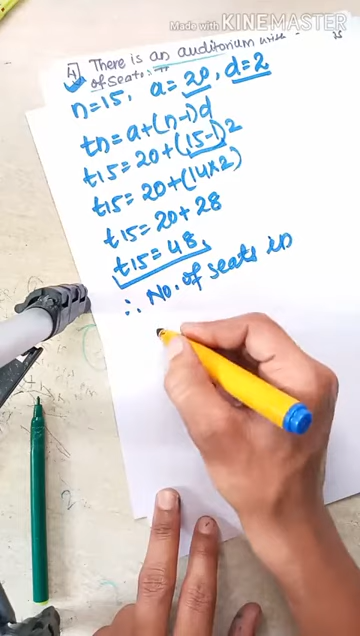 Made with KINEMASTER
4) There is an auditorium with
of seats
n=15, a=20, d=2
tn=a+(n-1)d
t15=20+(15-1)2
t15=20+(14×2)
t15=20+28
t15=48,
∴ No. of seats in